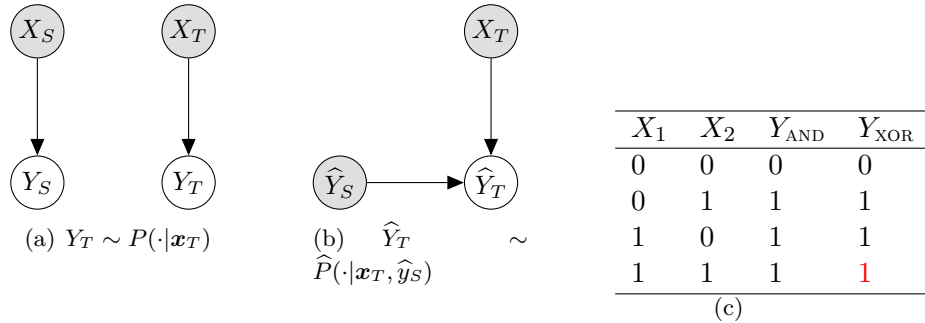 X_S X_T X_T
X_1 X_2 Y_AND Y_XOR
0 0 0 0
0 1 1 1
1 0 1 1
1 1 1 1
Y_S Y_T Ŷ_S Ŷ_T
(a) Y_T ∼ P(·|x_T)
(b) Ŷ_T ∼
P̂(·|x_T, ŷ_S)
(c)